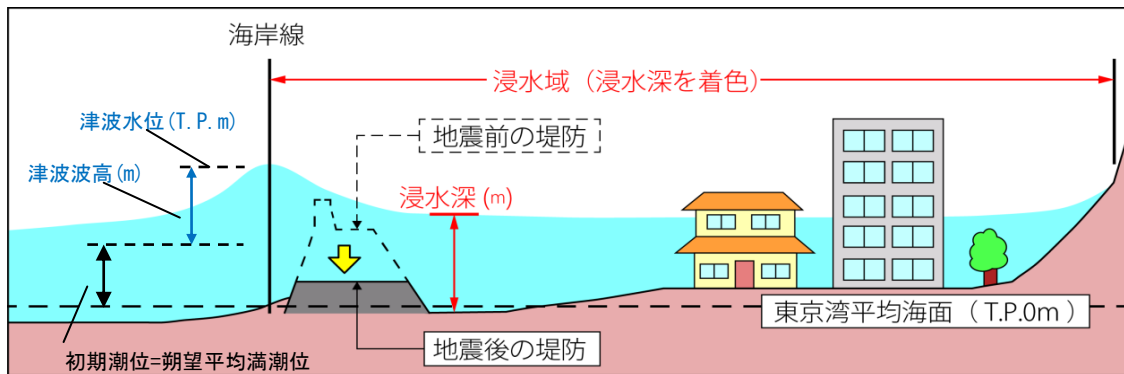 海岸線
浸水域（浸水深を着色）
津波水位(T.P.m)
地震前の堤防
津波波高(m)
浸水深(m)
東京湾平均海面（T.P.0m）
地震後の堤防
初期潮位=朔望平均満潮位